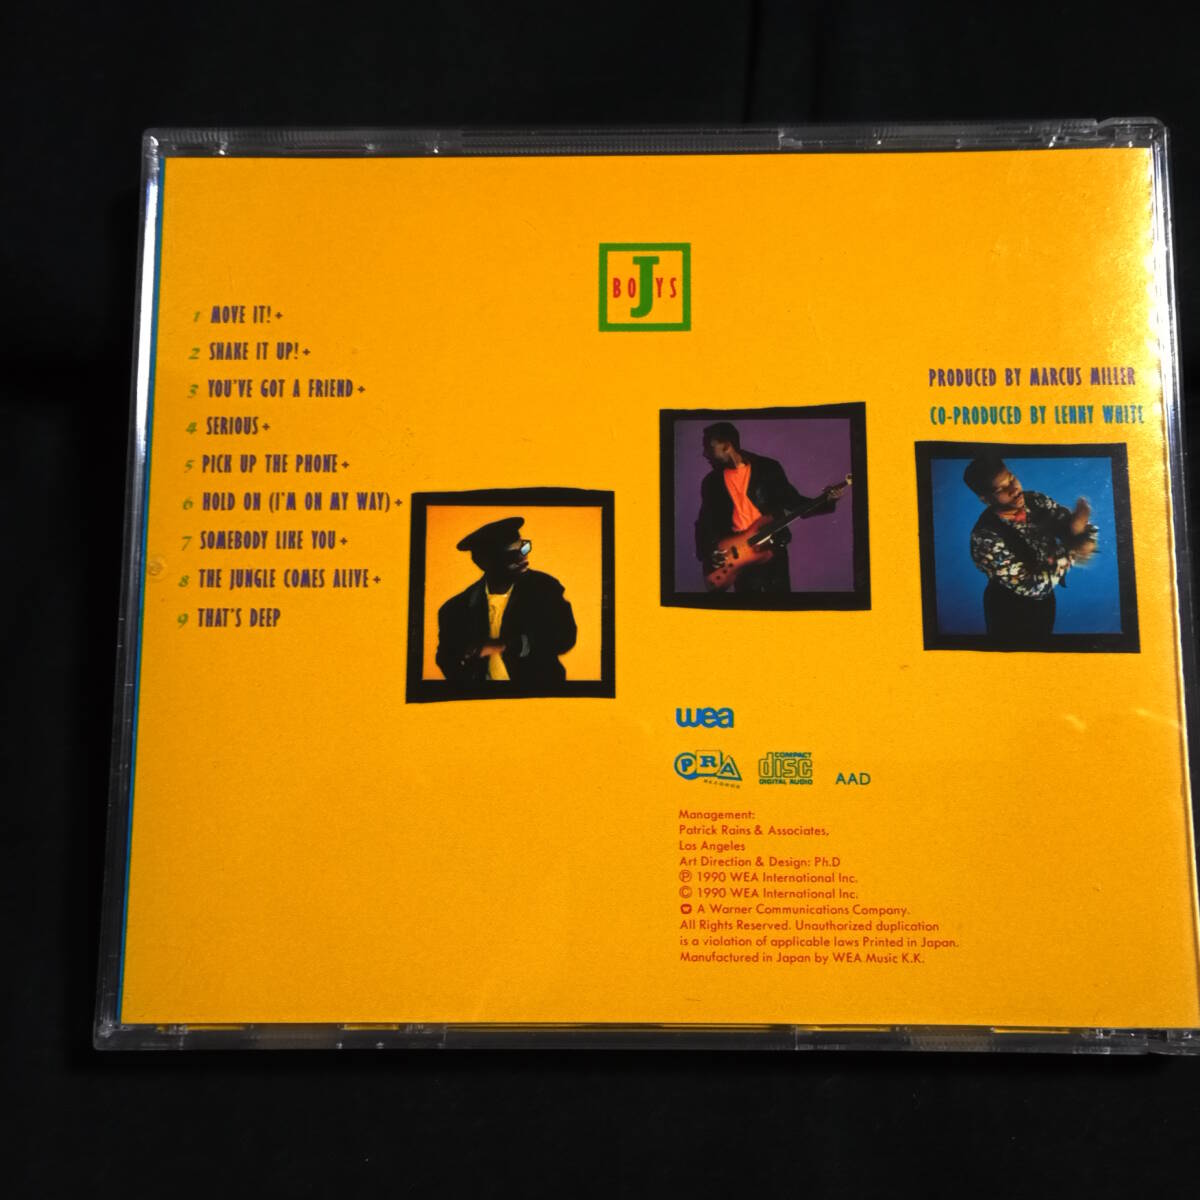 BOJYS
1 MOVE IT! +
2 SHAKE IT UP! +
3 YOU'VE GOT A FRIEND +
4 SERIOUS +
5 PICK UP THE PHONE +
6 HOLD ON (I'M ON MY WAY) +
7 SOMEBODY LIKE YOU +
8 THE JUNGLE COMES ALIVE +
9 THAT'S DEEP
PRODUCED BY MARCUS MILLER
CO-PRODUCED BY LENNY WHITE
wea
PRA
RECORDS
COMPACT
disc
DIGITAL AUDIO
AAD
Management:
Patrick Rains & Associates,
Los Angeles
Art Direction & Design: Ph.D
℗ 1990 WEA International Inc.
© 1990 WEA International Inc.
A Warner Communications Company.
All Rights Reserved. Unauthorized duplication
is a violation of applicable laws Printed in Japan.
Manufactured in Japan by WEA Music K.K.